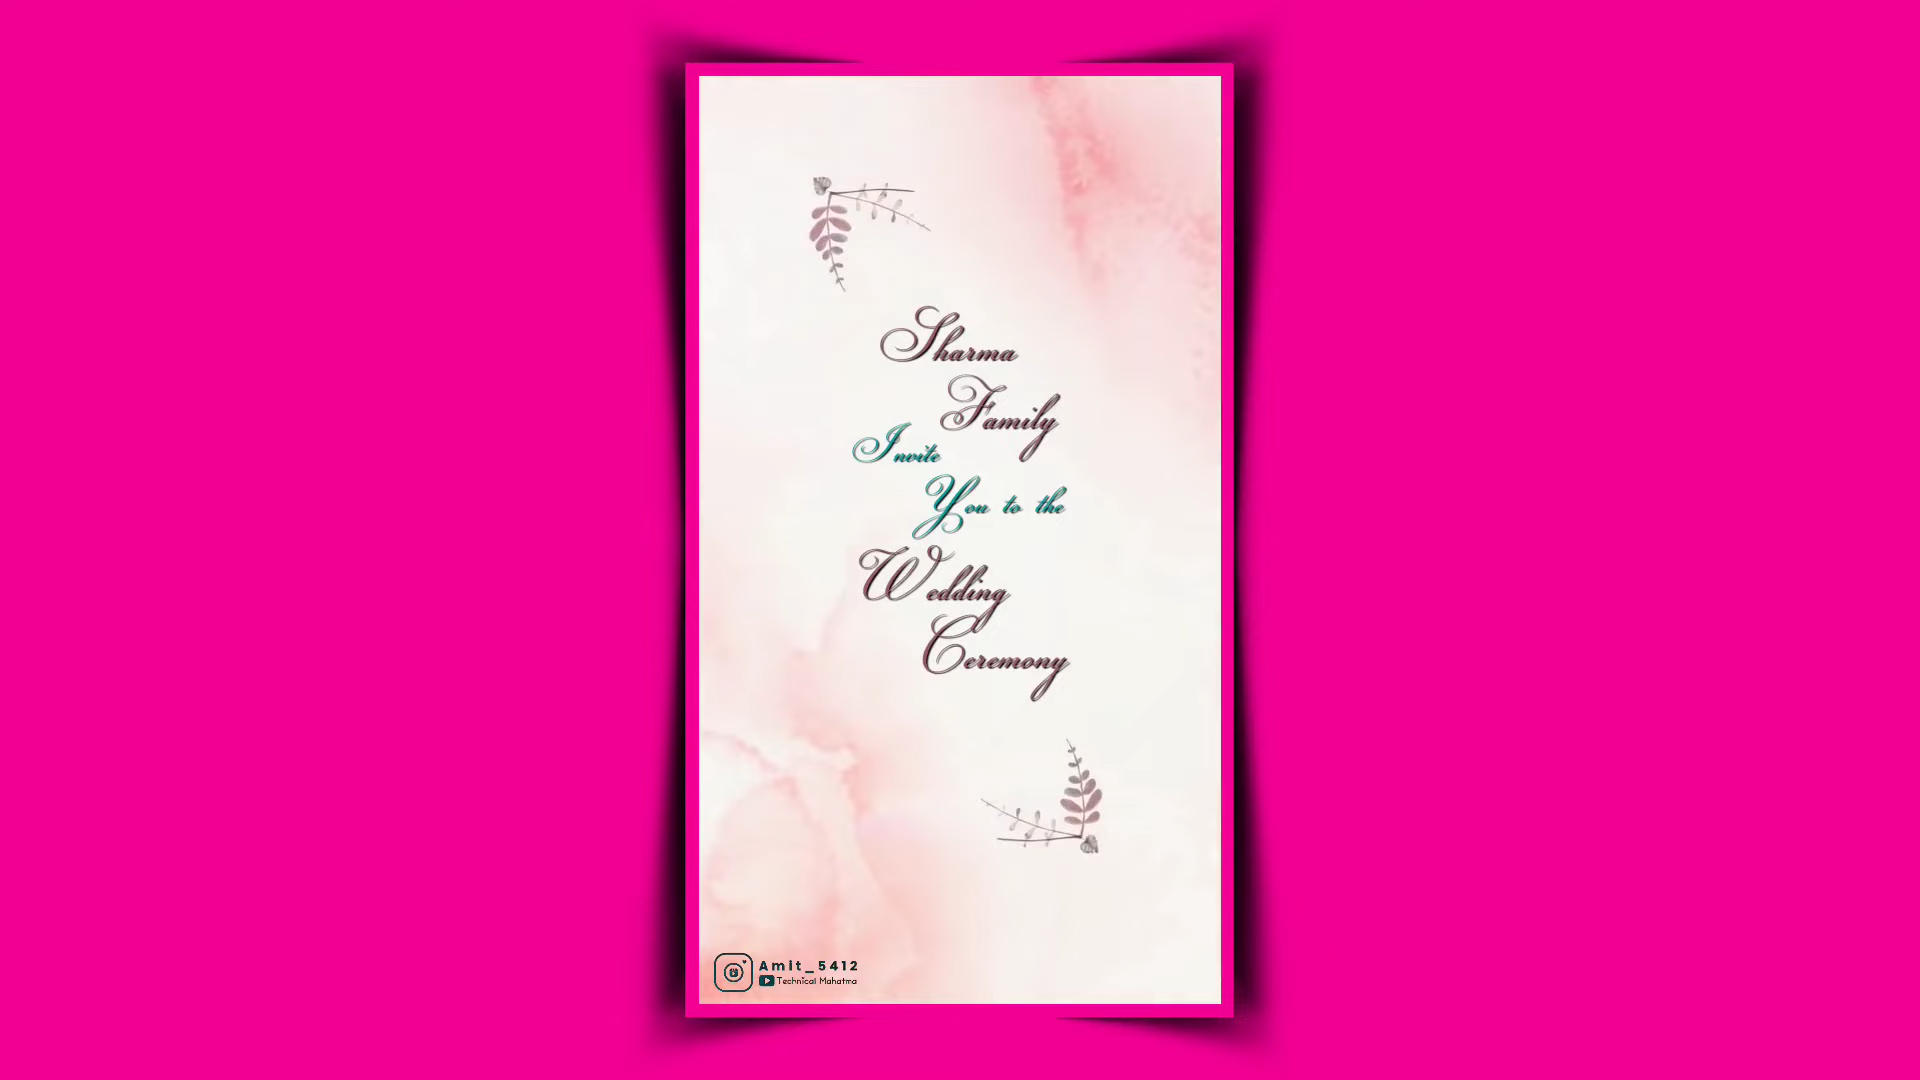 Sharma
Family
Invite
You to the
Wedding
Ceremony
Amit_5412
Technical Mahatma